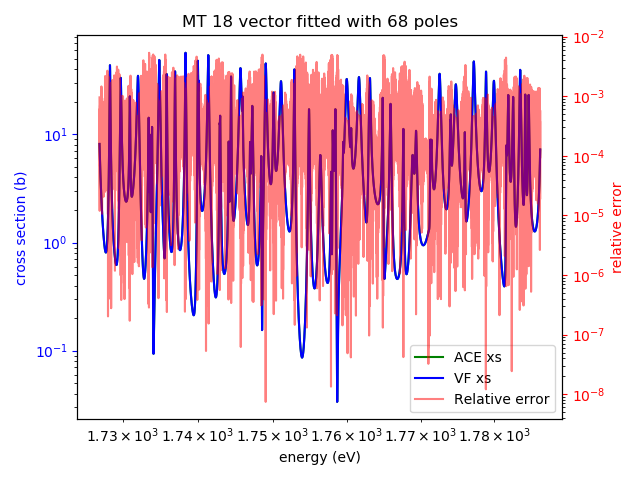 MT 18 vector fitted with 68 poles
cross section (b)
10¹
10⁰
10⁻¹
10⁻²
10⁻³
10⁻⁴
10⁻⁵
10⁻⁶
10⁻⁷
10⁻⁸
relative error
ACE xs
VF xs
Relative error
1.73 × 10³ 1.74 × 10³ 1.75 × 10³ 1.76 × 10³ 1.77 × 10³ 1.78 × 10³
energy (eV)